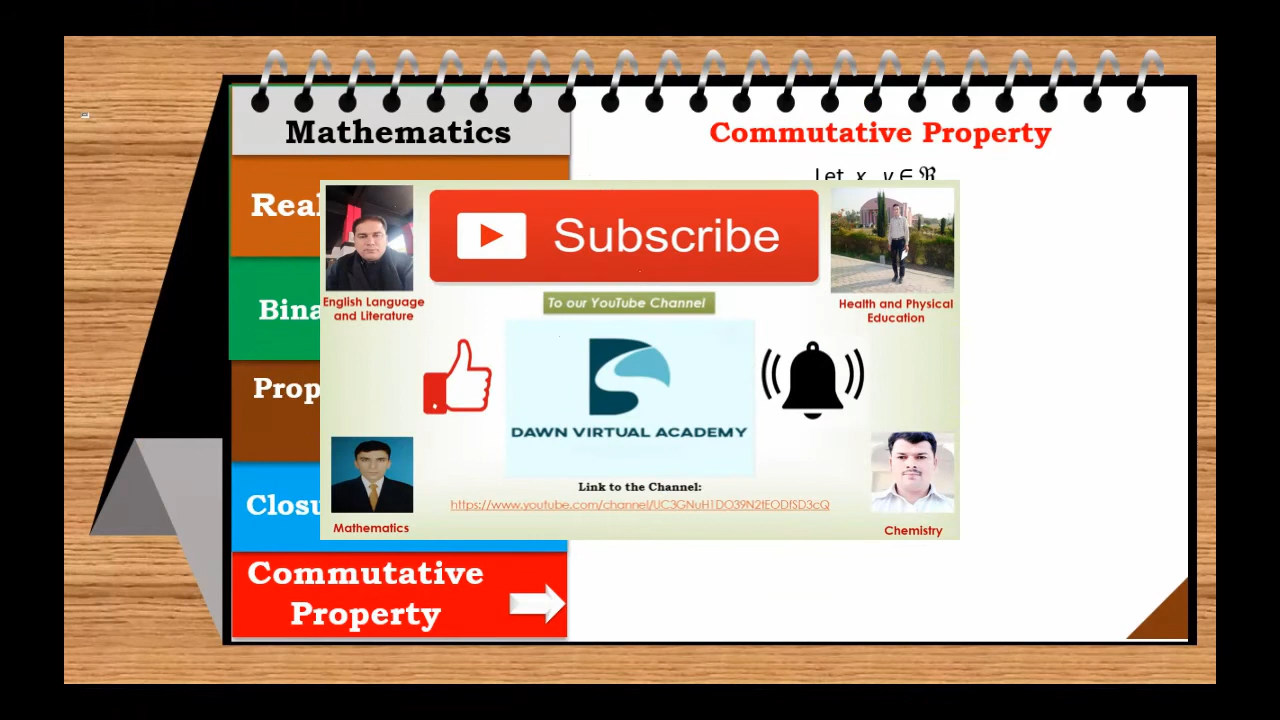 Mathematics
Commutative Property
Let x, y ∈ ℜ
Real
Subscribe
English Language
and Literature
To our YouTube Channel
Health and Physical
Education
Bina
Prop
DAWN VIRTUAL ACADEMY
Link to the Channel:
Closu
Mathematics
Chemistry
Commutative
Property